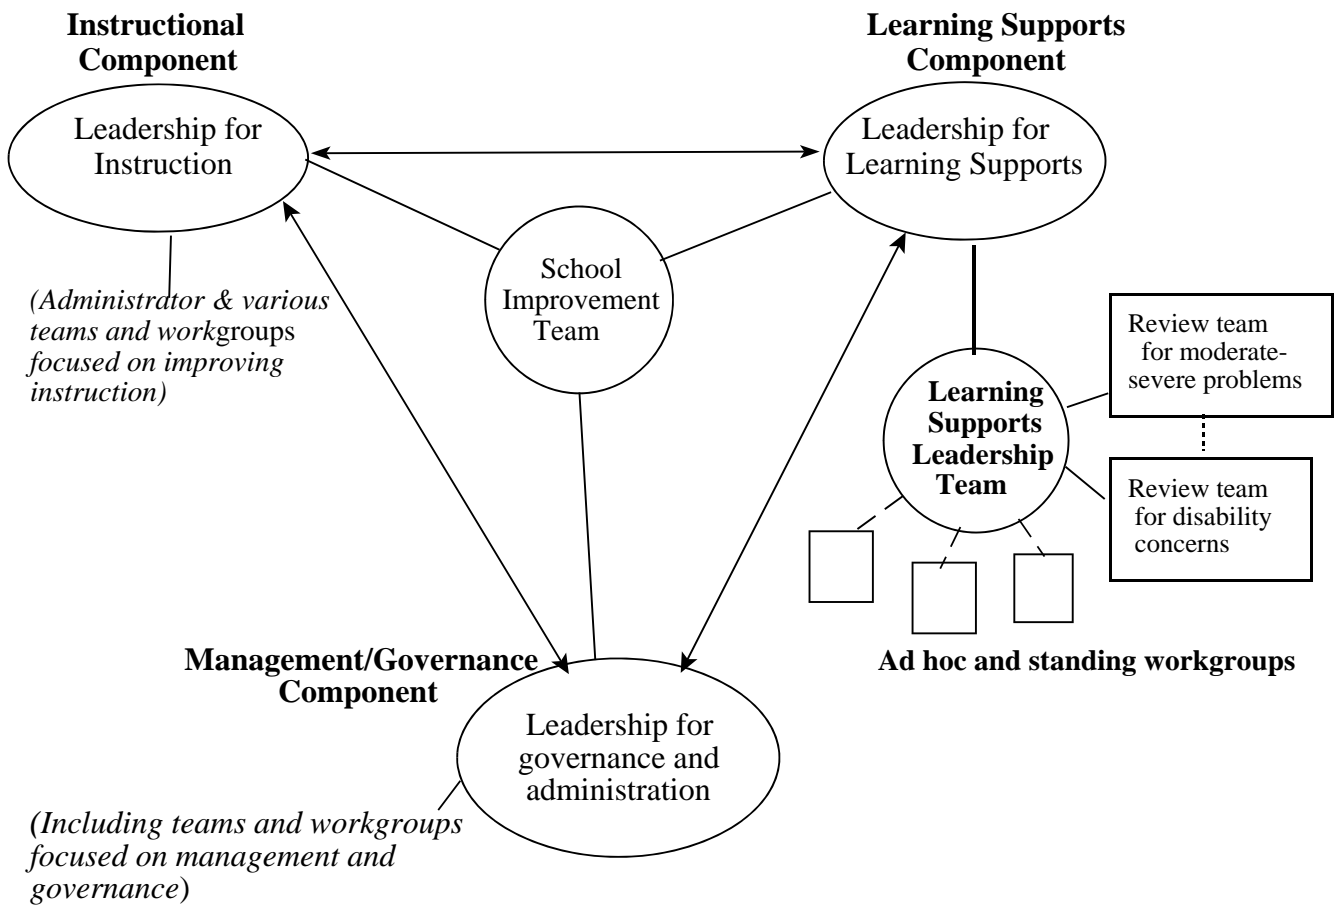 Instructional
Component
Learning Supports
Component
Leadership for
Instruction
Leadership for
Learning Supports
School
Improvement
Team
(Administrator & various
teams and workgroups
focused on improving
instruction)
Review team
for moderate-
severe problems
Learning
Supports
Leadership
Team
Review team
for disability
concerns
Ad hoc and standing workgroups
Management/Governance
Component
Leadership for
governance and
administration
(Including teams and workgroups
focused on management and
governance)